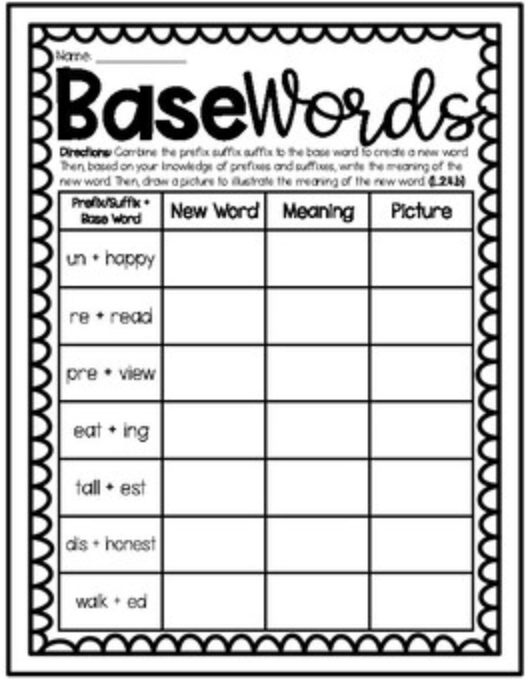 Name: ____________
BaseWords
Directions: Combine the prefix suffix suffix to the base word to create a new word.
Then, based on your knowledge of prefixes and suffixes, write the meaning of the
new word. Then, draw a picture to illustrate the meaning of the new word.
Prefix/Suffix + Base Word New Word Meaning Picture
un + happy
re + read
pre + view
eat + ing
tall + est
dis + honest
walk + ed